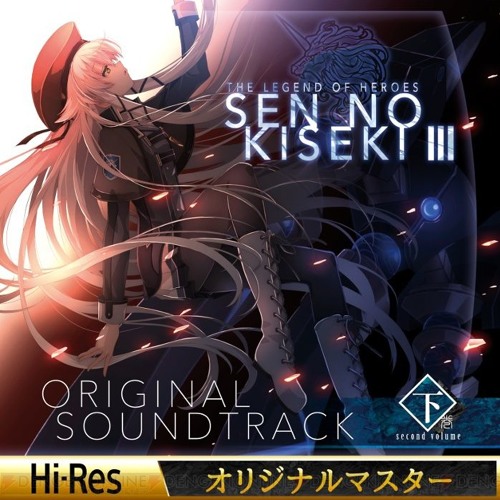 THE LEGEND OF HEROES
SEN NO
KISEKI III
ORIGINAL
SOUNDTRACK
下巻
second volume
Hi-Res
オリジナルマスター